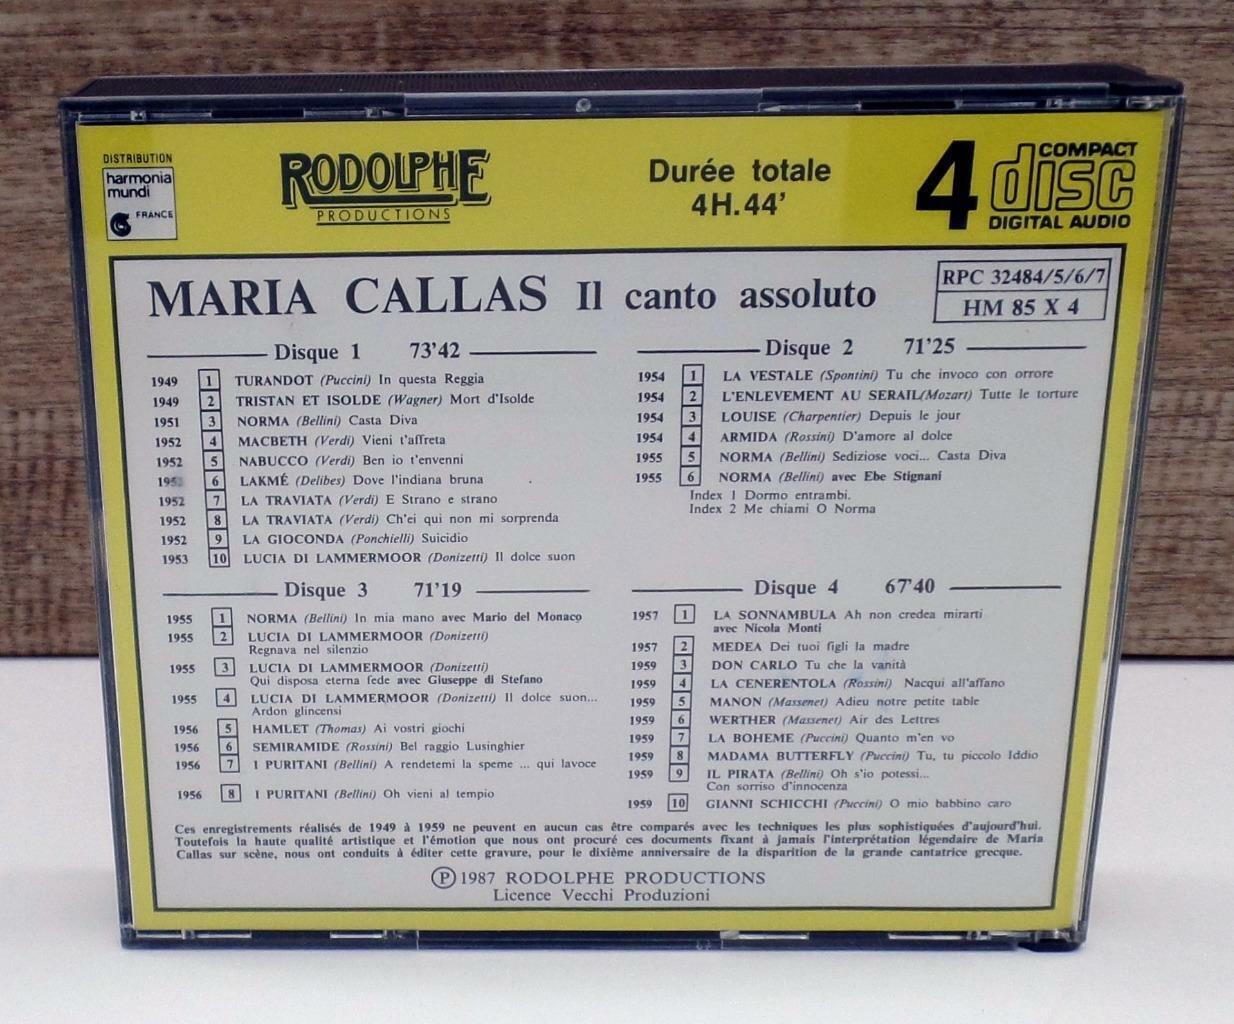 DISTRIBUTION
harmonia
mundi
FRANCE
RODOLPHE
PRODUCTIONS
Durée totale
4H.44'
4 COMPACT
disc
DIGITAL AUDIO
MARIA CALLAS Il canto assoluto
RPC 32484/5/6/7
HM 85 X 4
Disque 1 73'42
1949 1 TURANDOT (Puccini) In questa Reggia
1949 2 TRISTAN ET ISOLDE (Wagner) Mort d'Isolde
1951 3 NORMA (Bellini) Casta Diva
1952 4 MACBETH (Verdi) Vieni t'affreta
1952 5 NABUCCO (Verdi) Ben io t'envenni
1952 6 LAKMÉ (Delibes) Dove l'indiana bruna
1952 7 LA TRAVIATA (Verdi) E Strano e strano
1952 8 LA TRAVIATA (Verdi) Ch'ei qui non mi sorprenda
1952 9 LA GIOCONDA (Ponchielli) Suicidio
1953 10 LUCIA DI LAMMERMOOR (Donizetti) Il dolce suon
Disque 2 71'25
1954 1 LA VESTALE (Spontini) Tu che invoco con orrore
1954 2 L'ENLEVEMENT AU SERAIL(Mozart) Tutte le torture
1954 3 LOUISE (Charpentier) Depuis le jour
1954 4 ARMIDA (Rossini) D'amore al dolce
1955 5 NORMA (Bellini) Sediziose voci... Casta Diva
1955 6 NORMA (Bellini) avec Ebe Stignani
Index 1 Dormo entrambi.
Index 2 Me chiami O Norma
Disque 3 71'19
1955 1 NORMA (Bellini) In mia mano avec Mario del Monaco
1955 2 LUCIA DI LAMMERMOOR (Donizetti)
Regnava nel silenzio
1955 3 LUCIA DI LAMMERMOOR (Donizetti)
Qui disposa eterna fede avec Giuseppe di Stefano
1955 4 LUCIA DI LAMMERMOOR (Donizetti) Il dolce suon...
Ardon glincensi
1956 5 HAMLET (Thomas) Ai vostri giochi
1956 6 SEMIRAMIDE (Rossini) Bel raggio Lusinghier
1956 7 I PURITANI (Bellini) A rendetemi la speme ... qui lavoce
1956 8 I PURITANI (Bellini) Oh vieni al tempio
Disque 4 67'40
1957 1 LA SONNAMBULA Ah non credea mirarti
avec Nicola Monti
1957 2 MEDEA Dei tuoi figli la madre
1959 3 DON CARLO Tu che la vanità
1959 4 LA CENERENTOLA (Rossini) Nacqui all'affano
1959 5 MANON (Massenet) Adieu notre petite table
1959 6 WERTHER (Massenet) Air des Lettres
1959 7 LA BOHEME (Puccini) Quanto m'en vo
1959 8 MADAMA BUTTERFLY (Puccini) Tu, tu piccolo Iddio
1959 9 IL PIRATA (Bellini) Oh s'io potessi...
Con sorriso d'innocenza
1959 10 GIANNI SCHICCHI (Puccini) O mio babbino caro
Ces enregistrements réalisés de 1949 à 1959 ne peuvent en aucun cas être comparés avec les techniques les plus sophistiquées d'aujourd'hui.
Toutefois la haute qualité artistique et l'émotion que nous ont procuré ces documents fixant à jamais l'interprétation légendaire de Maria
Callas sur scène, nous ont conduits à éditer cette gravure, pour le dixième anniversaire de la disparition de la grande cantatrice grecque.
Ⓟ 1987 RODOLPHE PRODUCTIONS
Licence Vecchi Produzioni